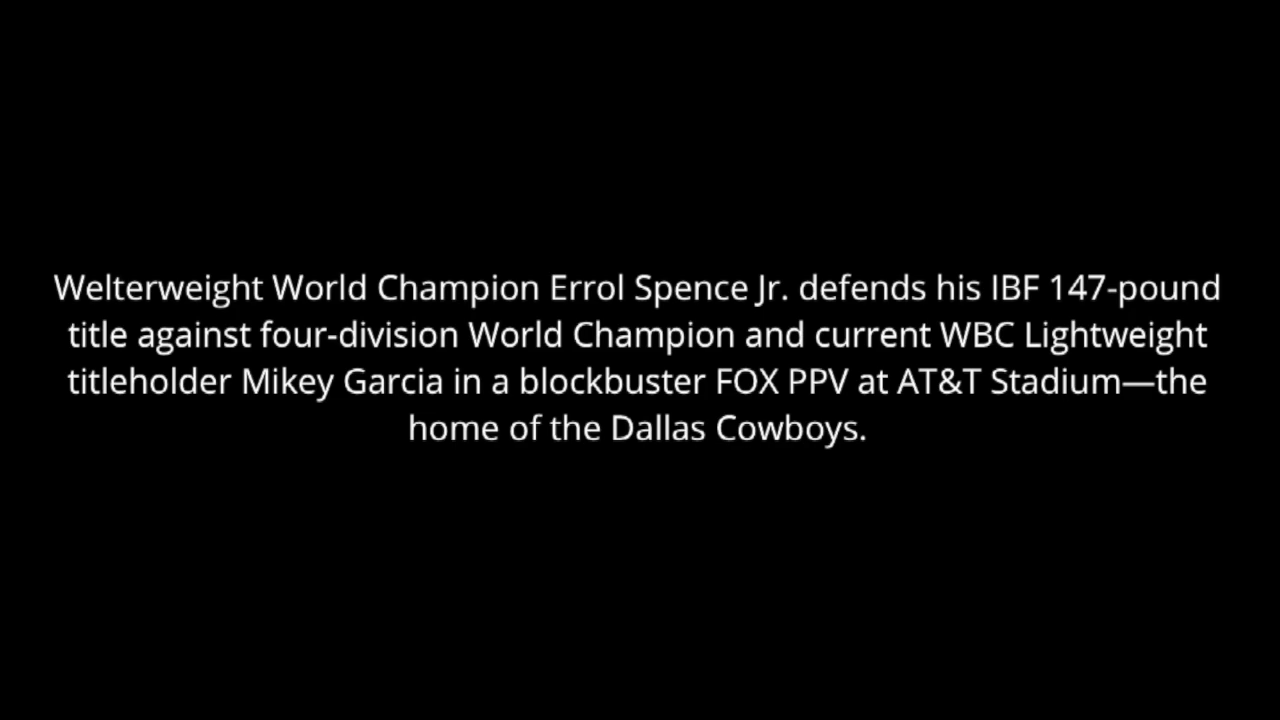 Welterweight World Champion Errol Spence Jr. defends his IBF 147-pound
title against four-division World Champion and current WBC Lightweight
titleholder Mikey Garcia in a blockbuster FOX PPV at AT&T Stadium—the
home of the Dallas Cowboys.